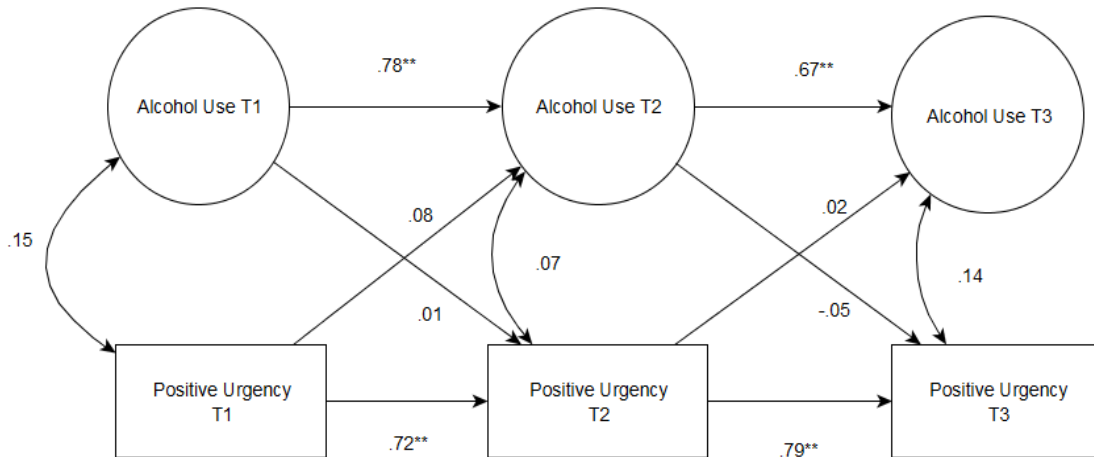 .78**
.67**
Alcohol Use T1
Alcohol Use T2
Alcohol Use T3
.15
.08
.02
.07
.14
.01
-.05
Positive Urgency
T1
Positive Urgency
T2
Positive Urgency
T3
.72**
.79**